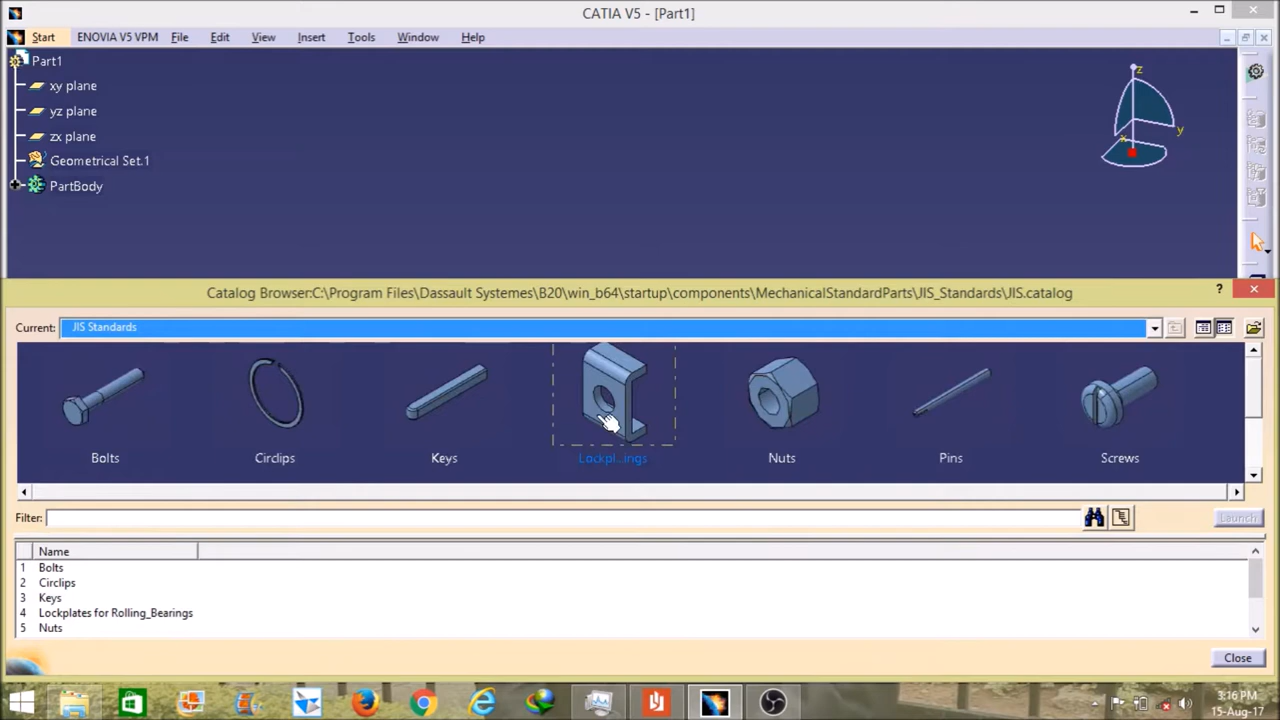 CATIA V5 - [Part1]
Start ENOVIA V5 VPM File Edit View Insert Tools Window Help
Part1
xy plane
yz plane
zx plane
Geometrical Set.1
PartBody
z
y
x
Catalog Browser:C:\Program Files\Dassault Systemes\B20\win_b64\startup\components\MechanicalStandardParts\JIS_Standards\JIS.catalog
?
Current: JIS Standards
Bolts Circlips Keys Lockpl...ings Nuts Pins Screws
Filter: Launch
Name
1 Bolts
2 Circlips
3 Keys
4 Lockplates for Rolling_Bearings
5 Nuts
Close
3:16 PM
15-Aug-17